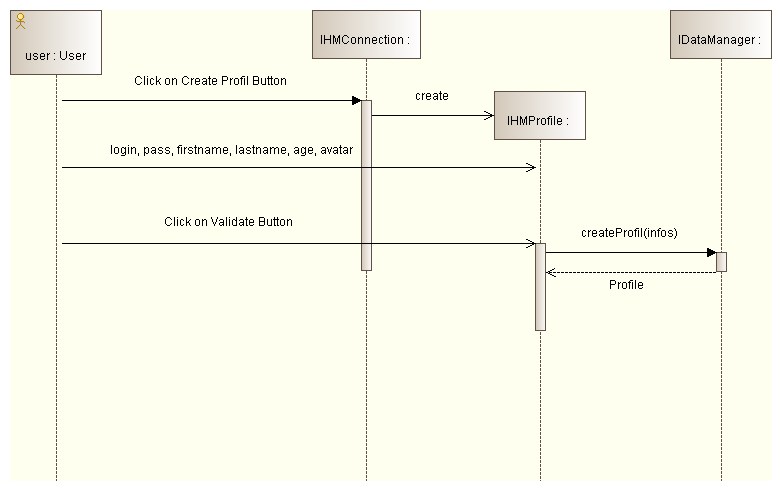 user : User
IHMConnection :
IDataManager :
Click on Create Profil Button
create
IHMProfile :
login, pass, firstname, lastname, age, avatar
Click on Validate Button
createProfil(infos)
Profile